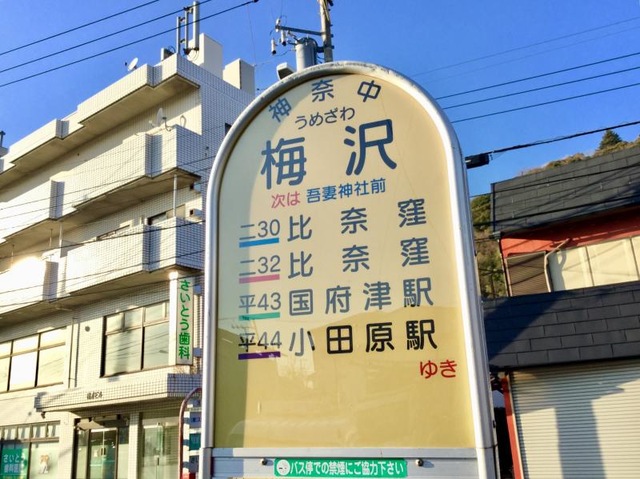 神奈中
うめざわ
梅沢
次は 吾妻神社前
二30 比奈窪
二32 比奈窪
平43 国府津駅
平44 小田原駅
ゆき
バス停での禁煙にご協力下さい
さいとう歯科